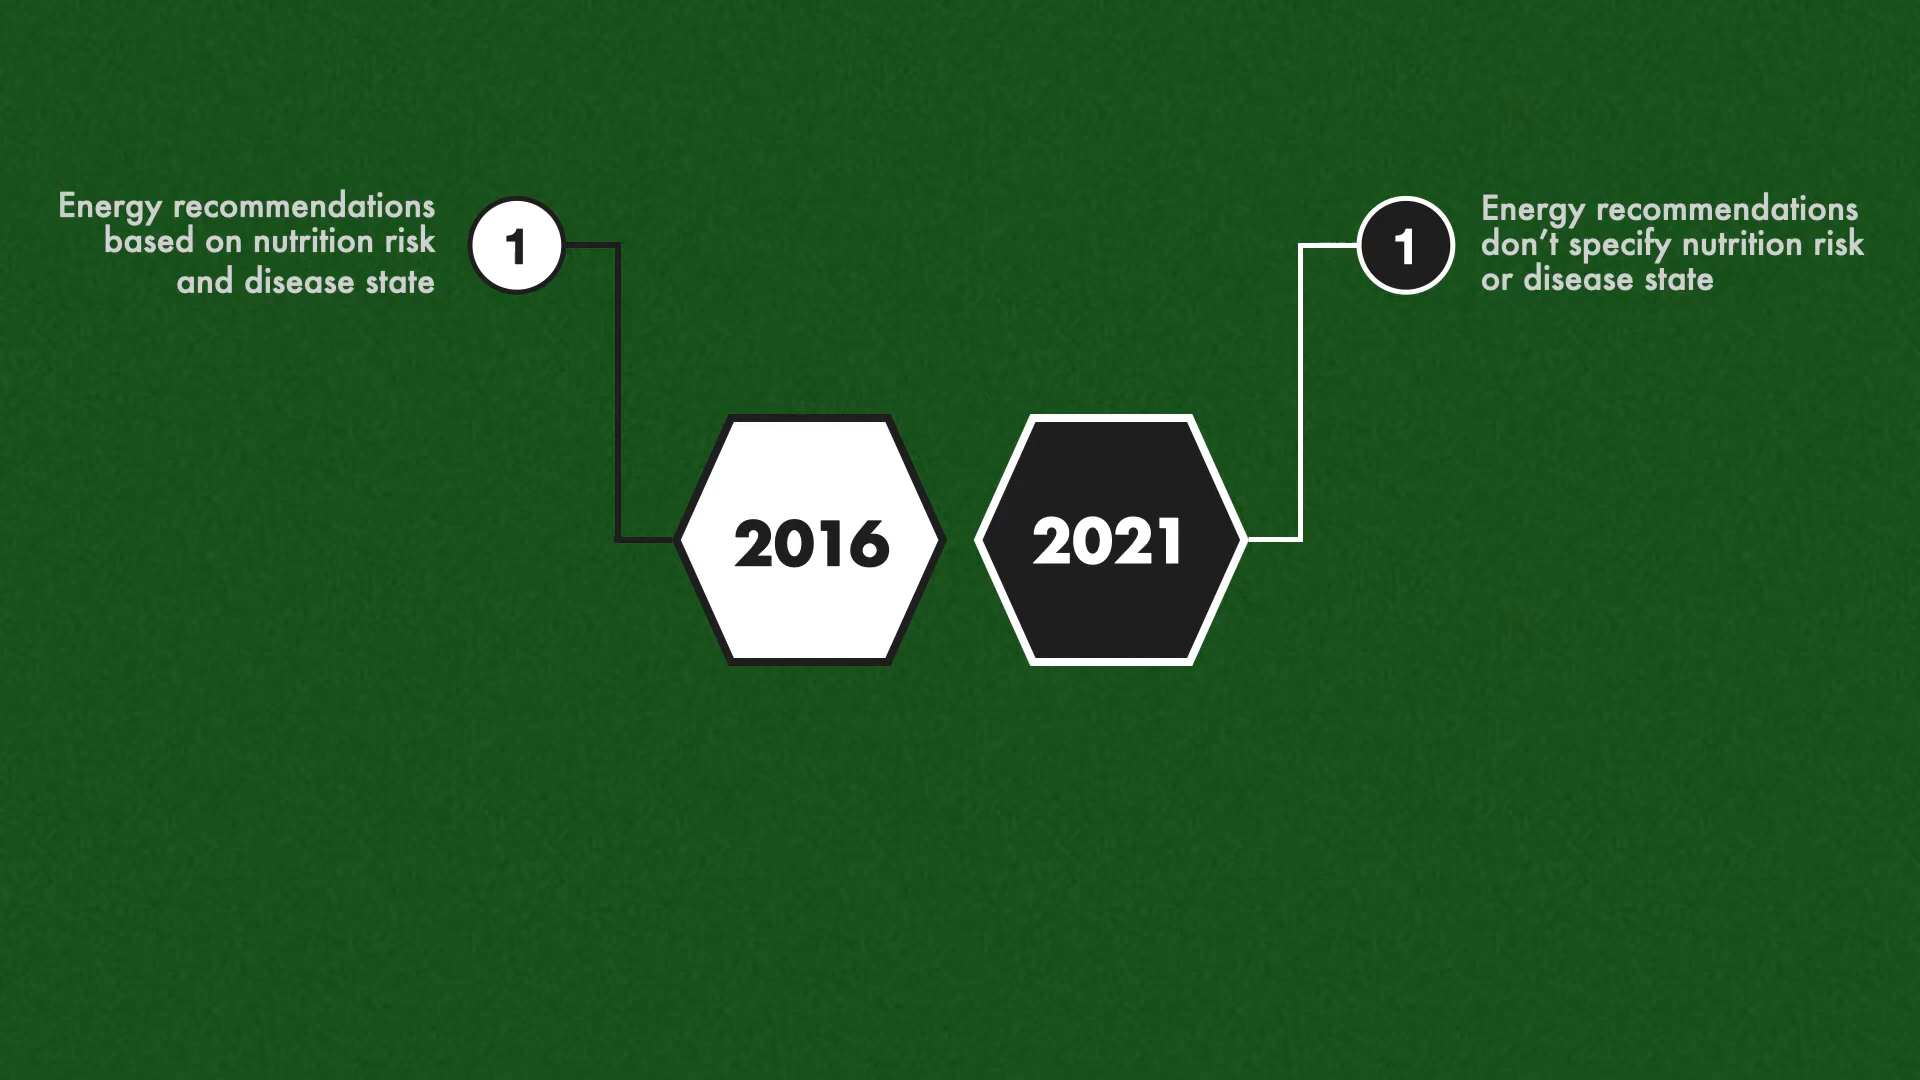 Energy recommendations
based on nutrition risk
and disease state
1
2016
2021
1
Energy recommendations
don't specify nutrition risk
or disease state